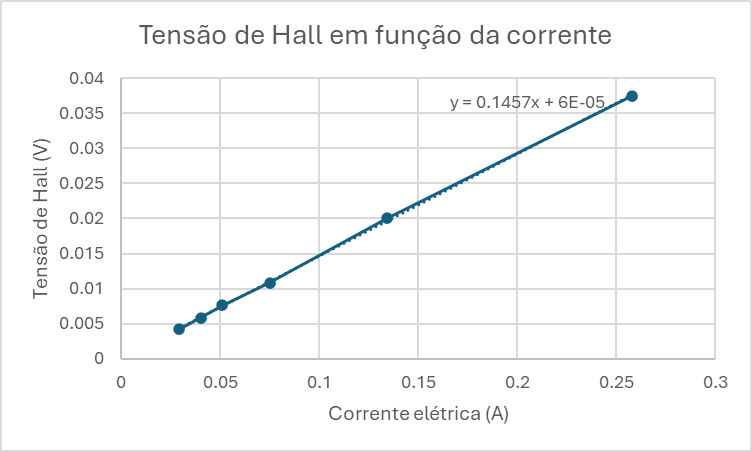 Tensão de Hall em função da corrente
0.04
y = 0.1457x + 6E-05
0.035
0.03
0.025
0.02
0.015
0.01
0.005
0
Tensão de Hall (V)
0 0.05 0.1 0.15 0.2 0.25 0.3
Corrente elétrica (A)